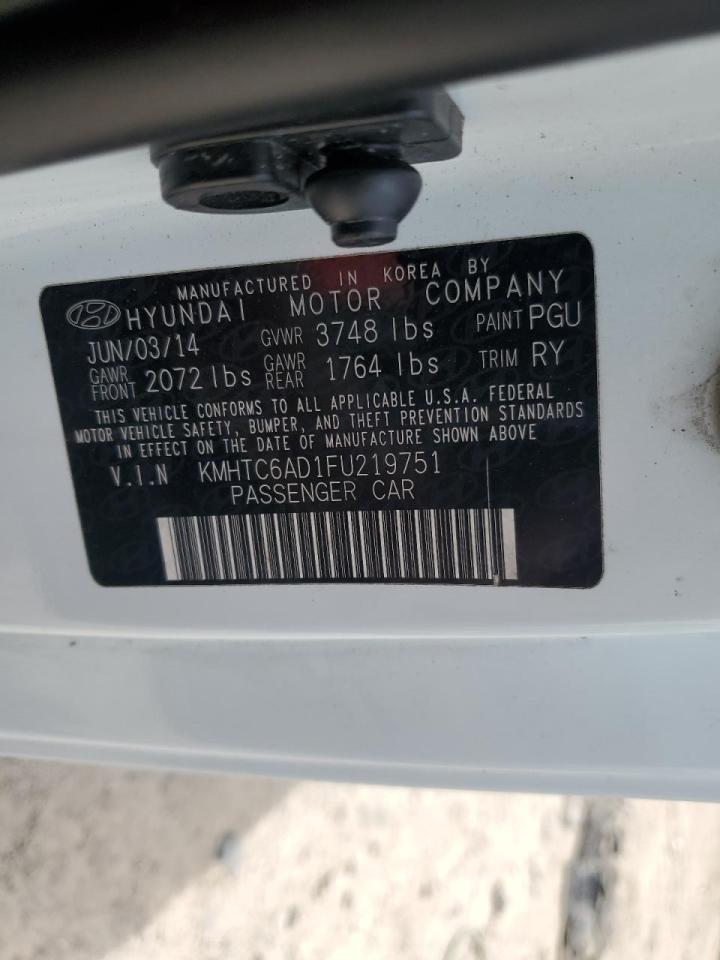 MANUFACTURED IN KOREA BY
HYUNDAI MOTOR COMPANY
JUN/03/14 GVWR 3748 lbs PAINT PGU
GAWR FRONT 2072 lbs GAWR REAR 1764 lbs TRIM RY
THIS VEHICLE CONFORMS TO ALL APPLICABLE U.S.A. FEDERAL
MOTOR VEHICLE SAFETY, BUMPER, AND THEFT PREVENTION STANDARDS
IN EFFECT ON THE DATE OF MANUFACTURE SHOWN ABOVE
V.I.N KMHTC6AD1FU219751
PASSENGER CAR